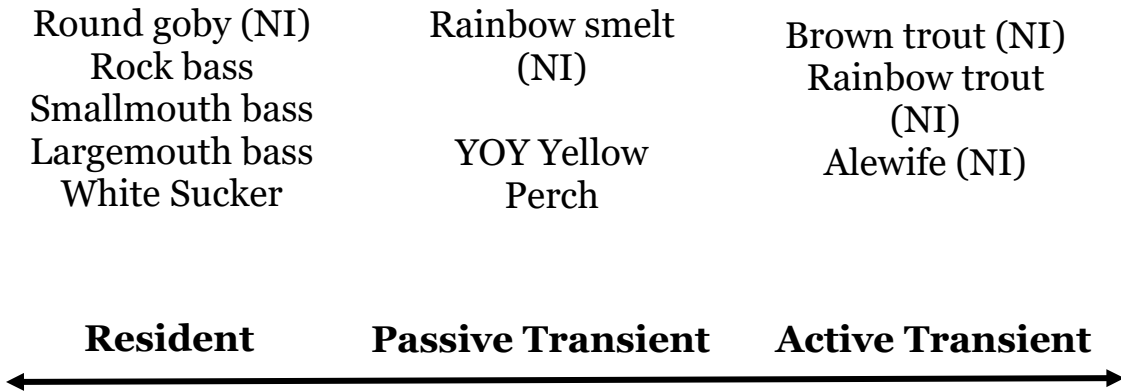 Round goby (NI)
Rock bass
Smallmouth bass
Largemouth bass
White Sucker
Rainbow smelt
(NI)
YOY Yellow
Perch
Brown trout (NI)
Rainbow trout
(NI)
Alewife (NI)
Resident
Passive Transient
Active Transient